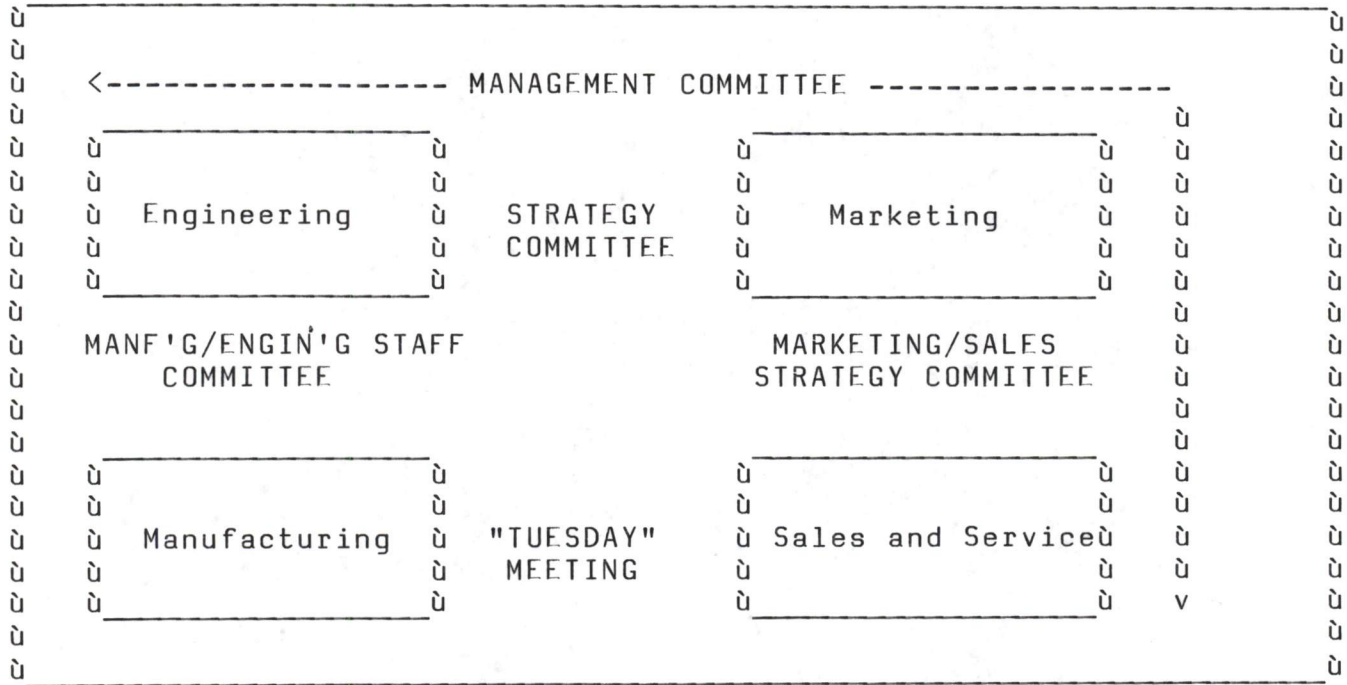 <------------------ MANAGEMENT COMMITTEE ----------------
Engineering STRATEGY Marketing
COMMITTEE
MANF'G/ENGIN'G STAFF MARKETING/SALES
COMMITTEE STRATEGY COMMITTEE
Manufacturing "TUESDAY" Sales and Service
MEETING
v